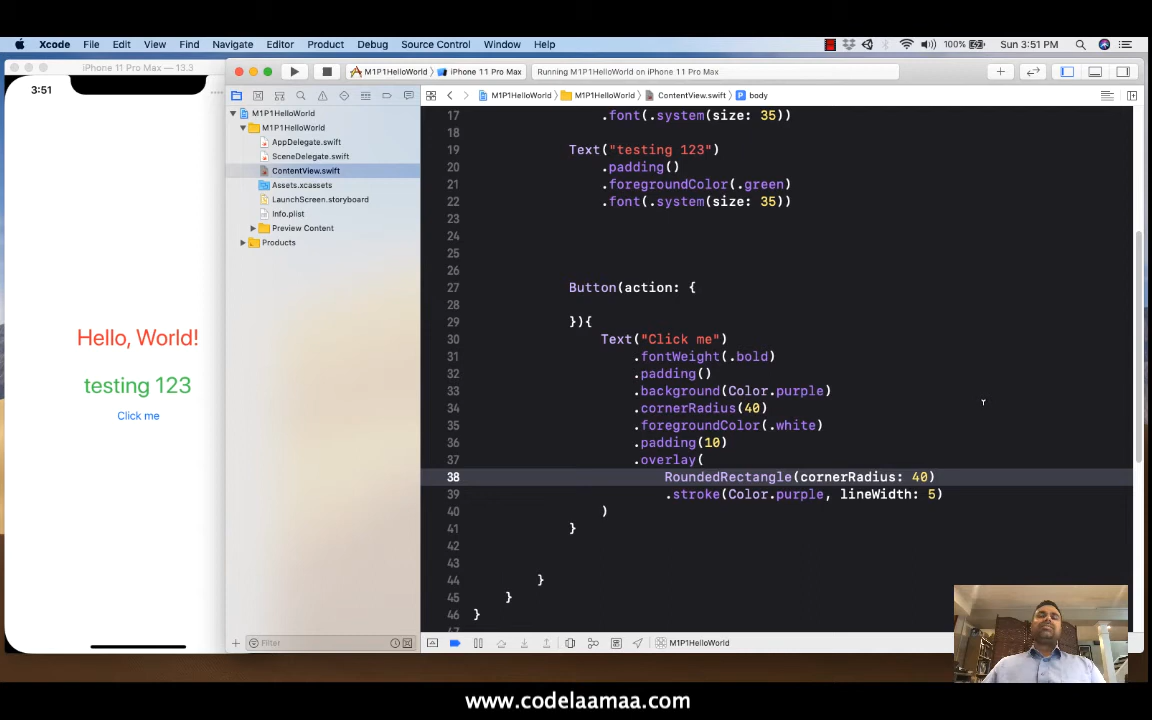 Xcode File Edit View Find Navigate Editor Product Debug Source Control Window Help 100% Sun 3:51 PM
iPhone 11 Pro Max — 13.3
M1P1HelloWorld iPhone 11 Pro Max Running M1P1HelloWorld on iPhone 11 Pro Max
3:51
M1P1HelloWorld M1P1HelloWorld ContentView.swift P body
M1P1HelloWorld
M1P1HelloWorld
AppDelegate.swift
SceneDelegate.swift
ContentView.swift
Assets.xcassets
LaunchScreen.storyboard
Info.plist
Preview Content
Products
Hello, World!
testing 123
Click me
17 .font(.system(size: 35))
18
19 Text("testing 123")
20 .padding()
21 .foregroundColor(.green)
22 .font(.system(size: 35))
23
24
25
26
27 Button(action: {
28
29 }){
30 Text("Click me")
31 .fontWeight(.bold)
32 .padding()
33 .background(Color.purple)
34 .cornerRadius(40)
35 .foregroundColor(.white)
36 .padding(10)
37 .overlay(
38 RoundedRectangle(cornerRadius: 40)
39 .stroke(Color.purple, lineWidth: 5)
40 )
41 }
42
43
44 }
45 }
46 }
Filter
M1P1HelloWorld
www.codelaamaa.com